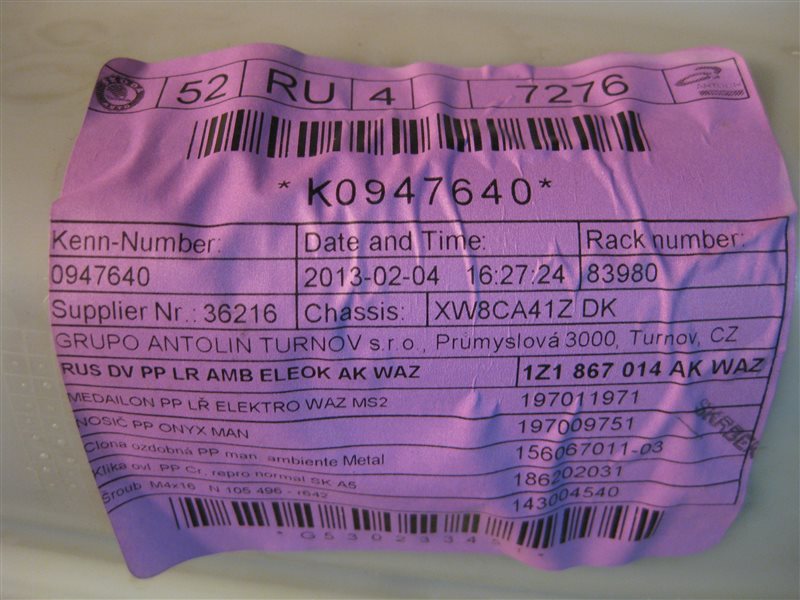 52 RU 4 7276
*K0947640*
Kenn-Number: Date and Time: Rack number:
0947640 2013-02-04 16:27:24 83980
Supplier Nr.: 36216 Chassis: XW8CA41Z DK
GRUPO ANTOLIN TURNOV s.r.o., Průmyslová 3000, Turnov, CZ
RUS DV PP LR AMB ELEOK AK WAZ 1Z1 867 014 AK WAZ
MEDAILON PP LŘ ELEKTRO WAZ MS2 197011971
NOSIČ PP ONYX MAN 197009751
Clona ozdobná PP man. ambiente Metal 156067011-03
Klika ovl. PP Cr, repro normal SK A5 186202031
Šroub M4x16 N 105 496 143004540